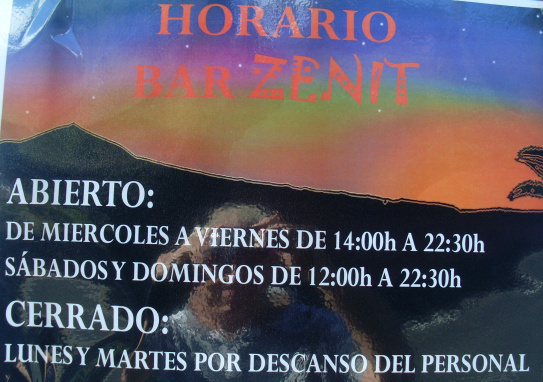 HORARIO
BAR ZENIT
ABIERTO:
DE MIERCOLES A VIERNES DE 14:00h A 22:30h
SÁBADOS Y DOMINGOS DE 12:00h A 22:30h
CERRADO:
LUNES Y MARTES POR DESCANSO DEL PERSONAL